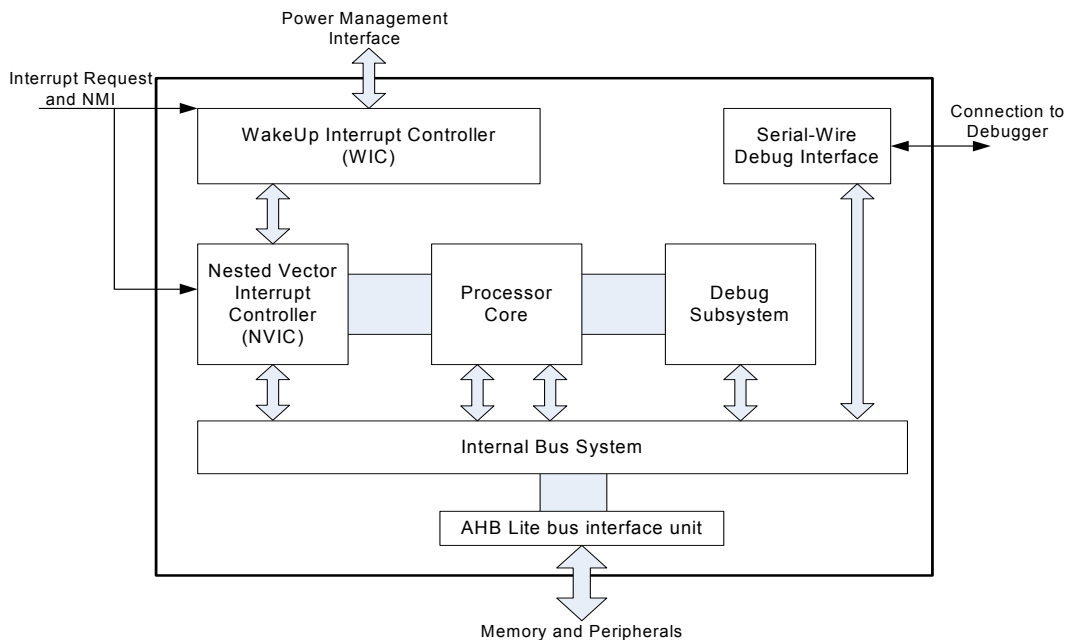 Power Management
Interface
Interrupt Request
and NMI
WakeUp Interrupt Controller
(WIC)
Serial-Wire
Debug Interface
Connection to
Debugger
Nested Vector
Interrupt
Controller
(NVIC)
Processor
Core
Debug
Subsystem
Internal Bus System
AHB Lite bus interface unit
Memory and Peripherals